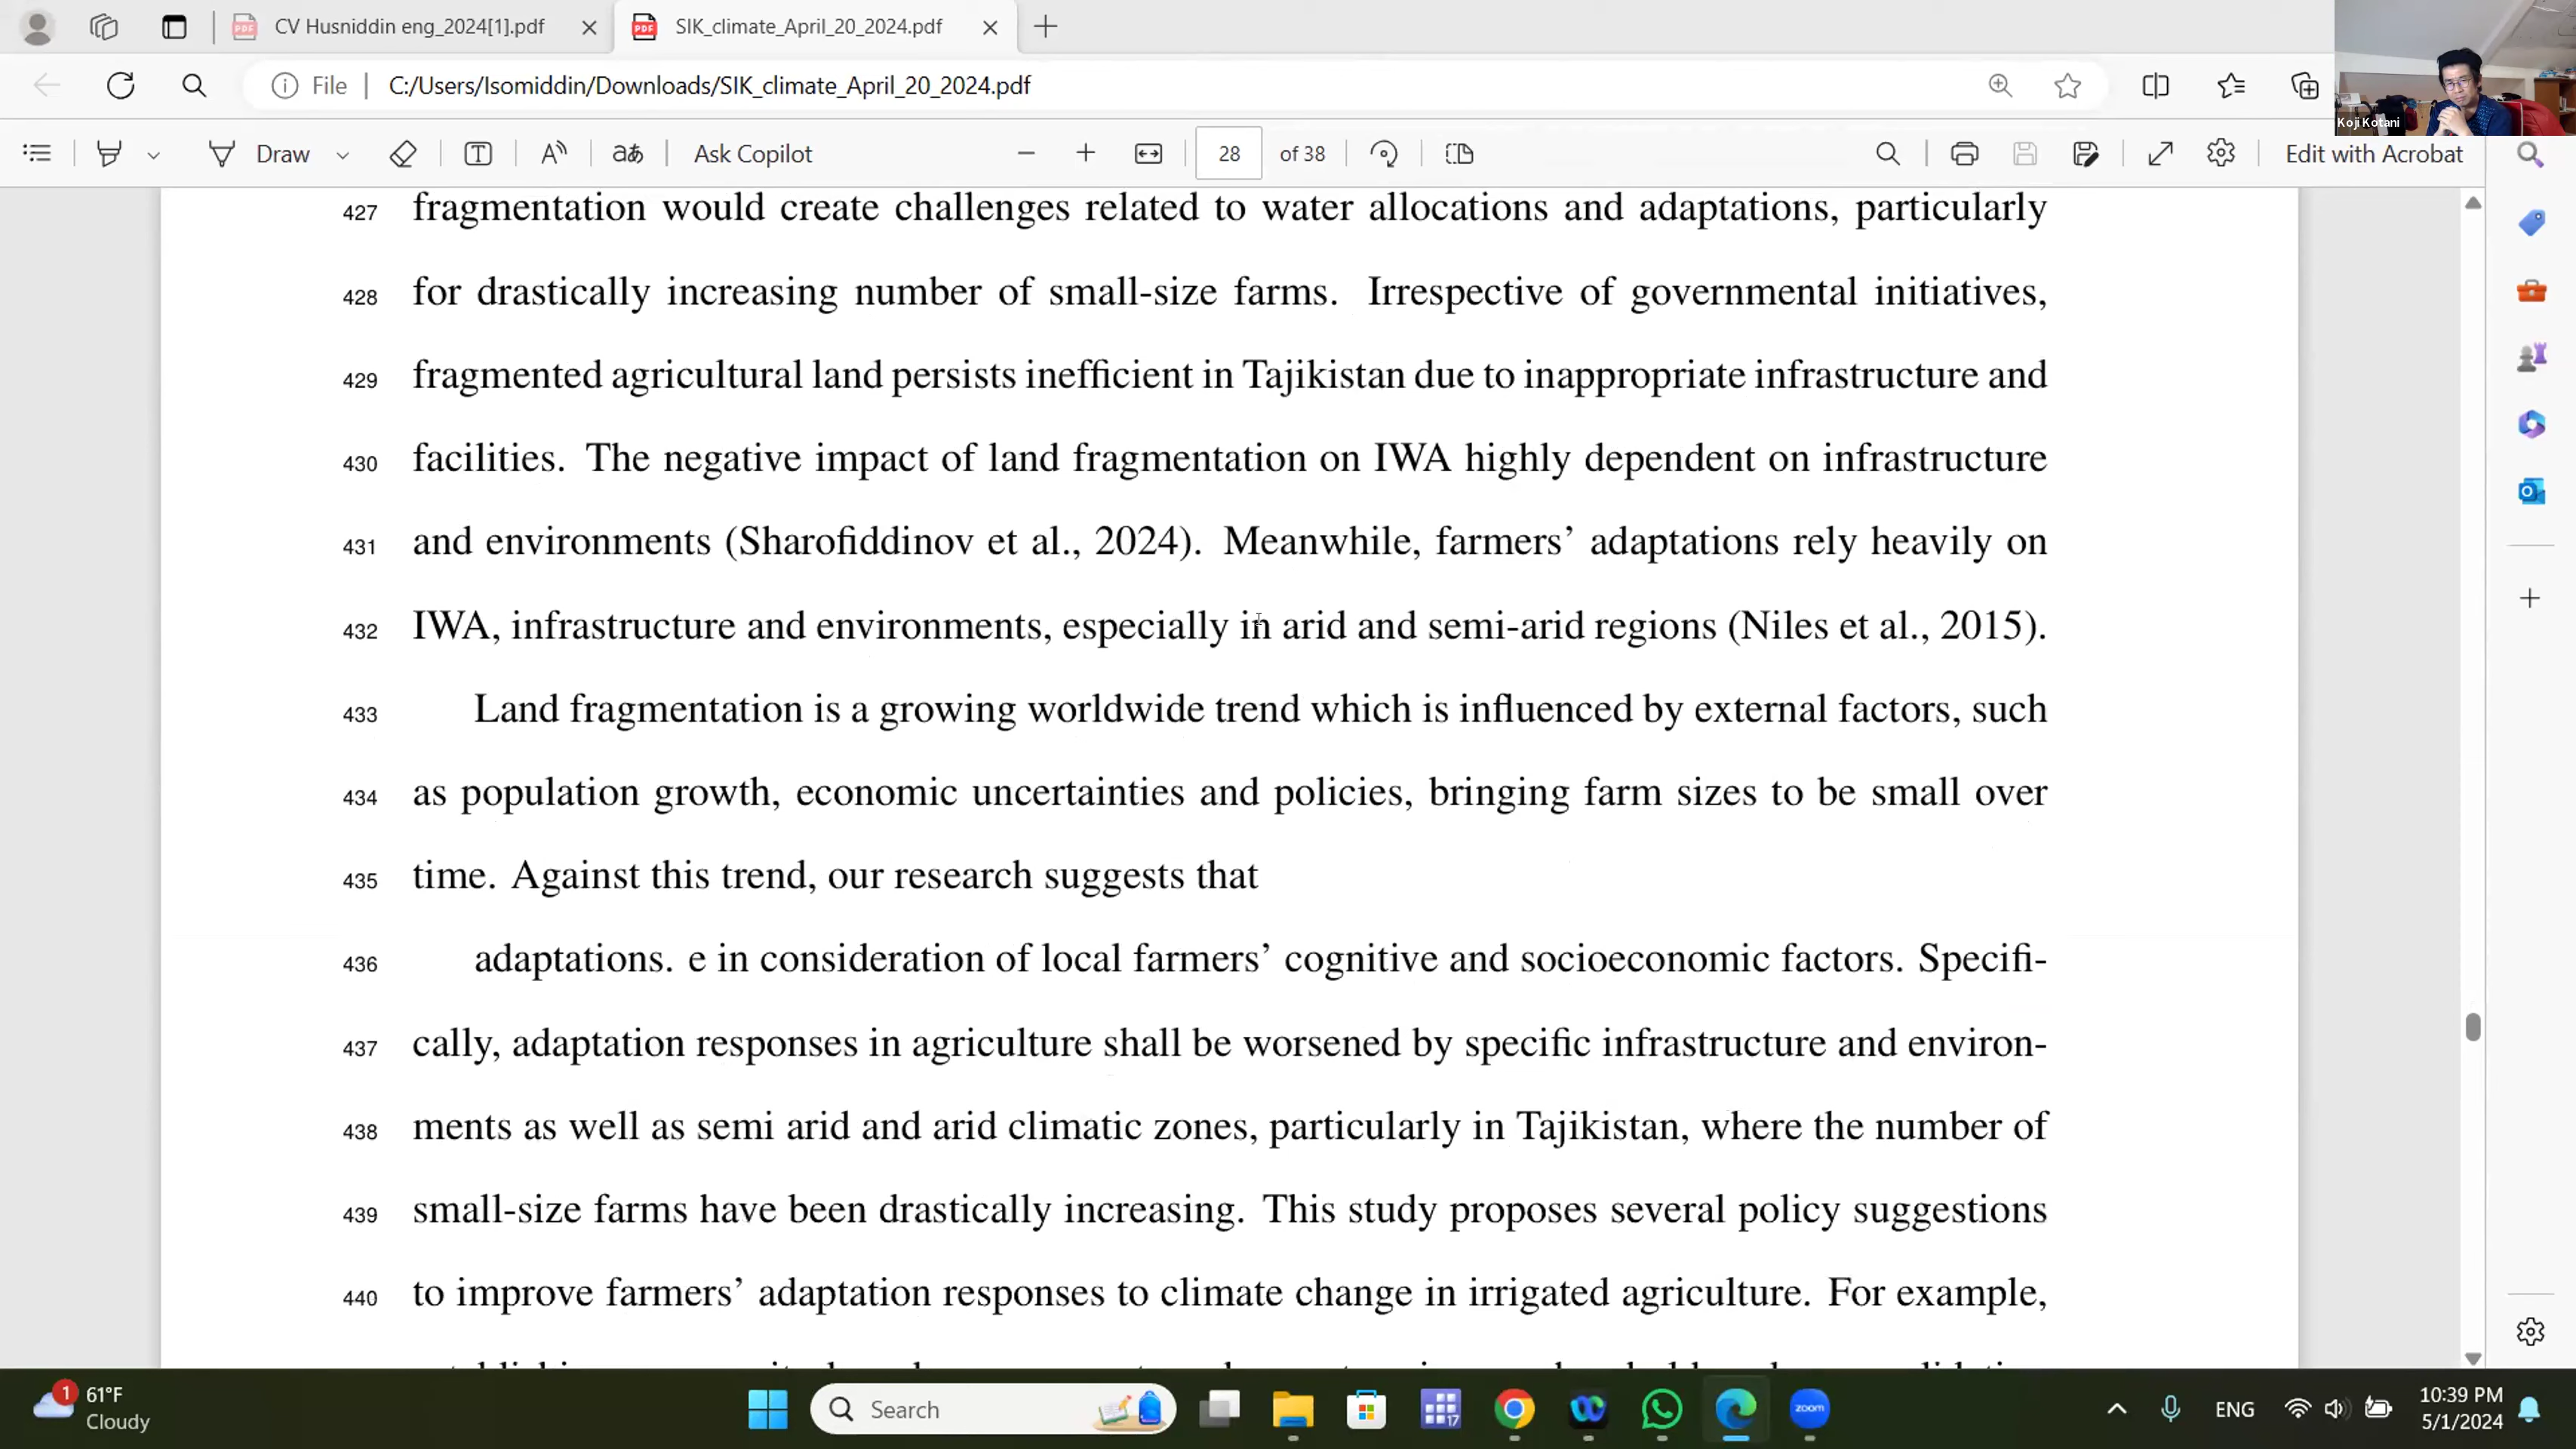 CV Husniddin eng_2024[1].pdf
SIK_climate_April_20_2024.pdf
File
C:/Users/Isomiddin/Downloads/SIK_climate_April_20_2024.pdf
Koji Kotani
Draw
Ask Copilot
28 of 38
Edit with Acrobat
427 fragmentation would create challenges related to water allocations and adaptations, particularly
428 for drastically increasing number of small-size farms. Irrespective of governmental initiatives,
429 fragmented agricultural land persists inefficient in Tajikistan due to inappropriate infrastructure and
430 facilities. The negative impact of land fragmentation on IWA highly dependent on infrastructure
431 and environments (Sharofiddinov et al., 2024). Meanwhile, farmers’ adaptations rely heavily on
432 IWA, infrastructure and environments, especially in arid and semi-arid regions (Niles et al., 2015).
433 Land fragmentation is a growing worldwide trend which is influenced by external factors, such
434 as population growth, economic uncertainties and policies, bringing farm sizes to be small over
435 time. Against this trend, our research suggests that
436 adaptations. e in consideration of local farmers’ cognitive and socioeconomic factors. Specifi-
437 cally, adaptation responses in agriculture shall be worsened by specific infrastructure and environ-
438 ments as well as semi arid and arid climatic zones, particularly in Tajikistan, where the number of
439 small-size farms have been drastically increasing. This study proposes several policy suggestions
440 to improve farmers’ adaptation responses to climate change in irrigated agriculture. For example,
1
61°F
Cloudy
Search
17
zoom
ENG
10:39 PM
5/1/2024